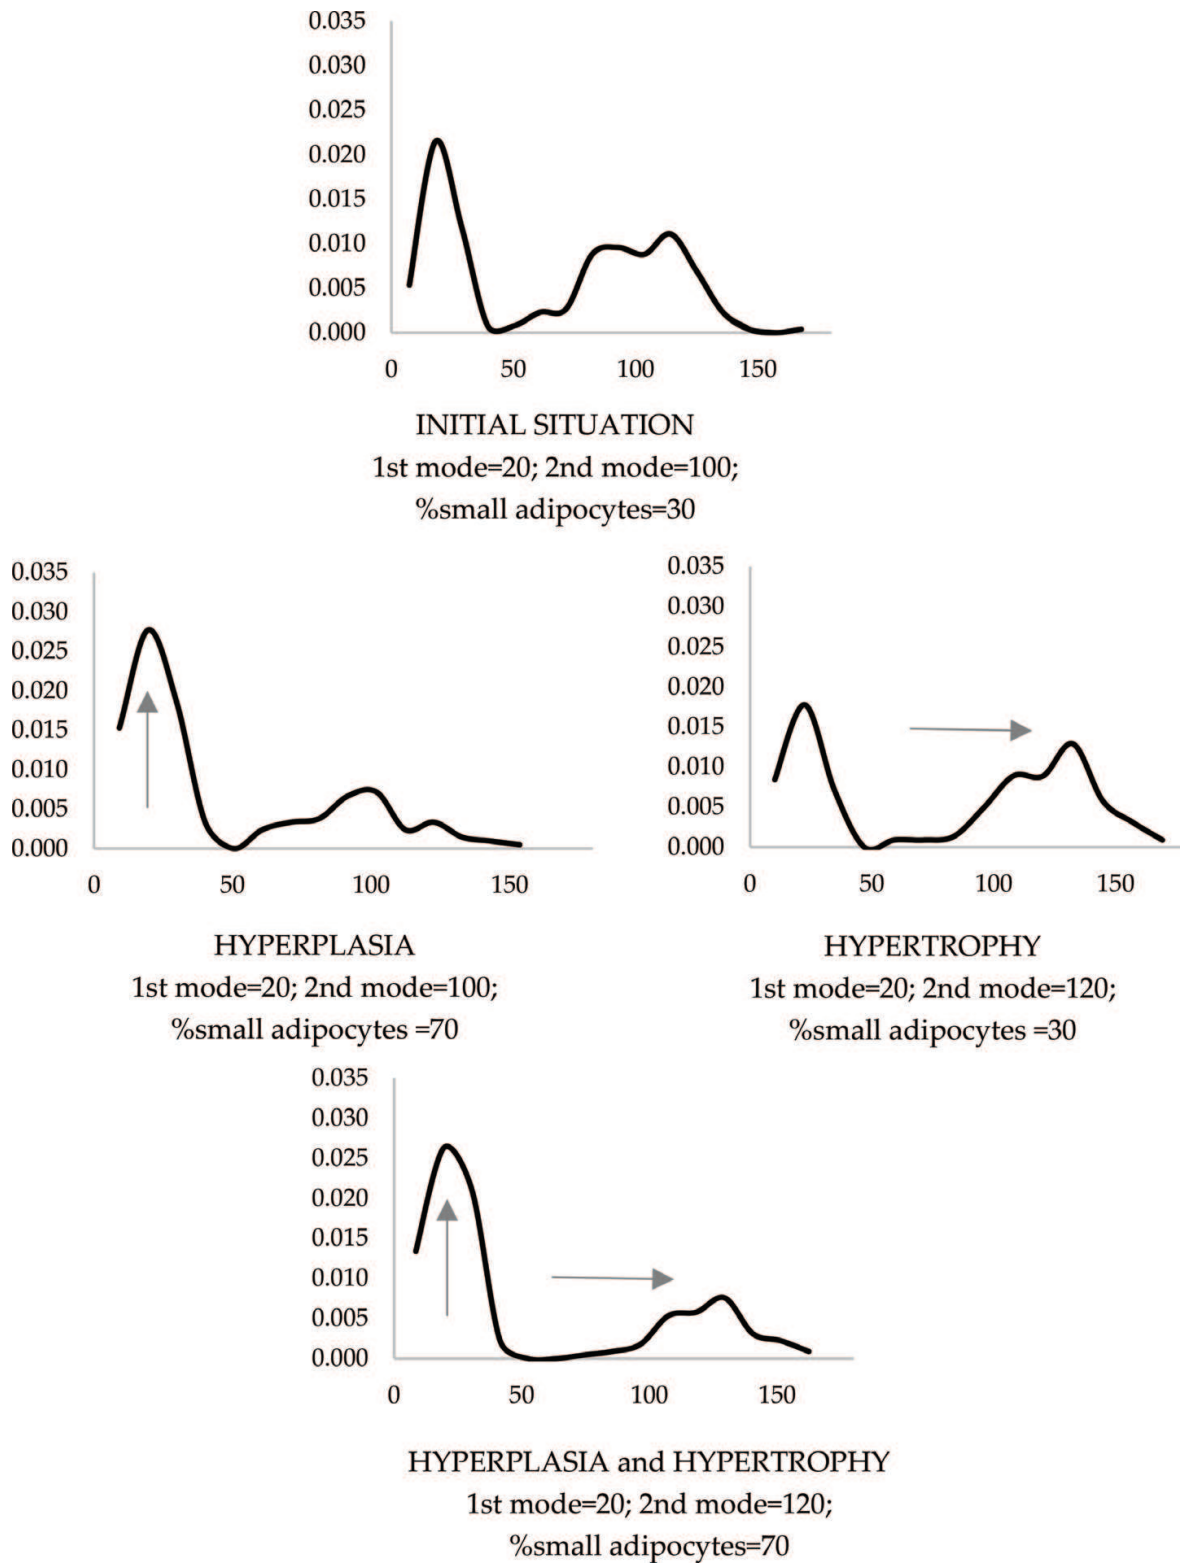 0.035
0.030
0.025
0.020
0.015
0.010
0.005
0.000
0 50 100 150
INITIAL SITUATION
1st mode=20; 2nd mode=100;
%small adipocytes=30
0.035
0.030
0.025
0.020
0.015
0.010
0.005
0.000
0 50 100 150
HYPERPLASIA
1st mode=20; 2nd mode=100;
%small adipocytes =70
0.035
0.030
0.025
0.020
0.015
0.010
0.005
0.000
0 50 100 150
HYPERTROPHY
1st mode=20; 2nd mode=120;
%small adipocytes =30
0.035
0.030
0.025
0.020
0.015
0.010
0.005
0.000
0 50 100 150
HYPERPLASIA and HYPERTROPHY
1st mode=20; 2nd mode=120;
%small adipocytes=70